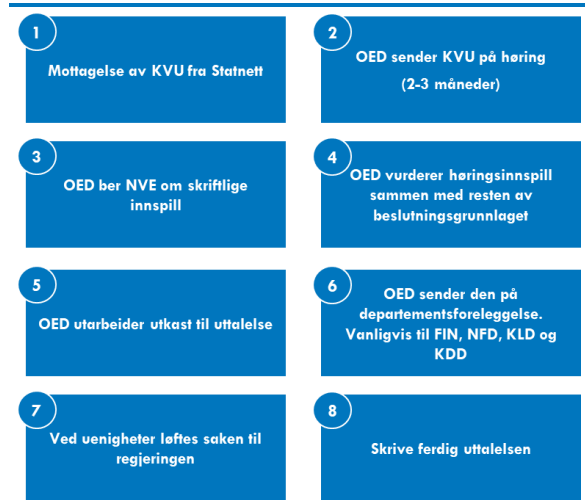 1
Mottagelse av KVU fra Statnett
2
OED sender KVU på høring
(2-3 måneder)
3
OED ber NVE om skriftlige
innspill
4
OED vurderer høringsinnspill
sammen med resten av
beslutningsgrunnlaget
5
OED utarbeider utkast til uttalelse
6
OED sender den på
departementsforeleggelse.
Vanligvis til FIN, NFD, KLD og
KDD
7
Ved uenigheter løftes saken til
regjeringen
8
Skrive ferdig uttalelsen